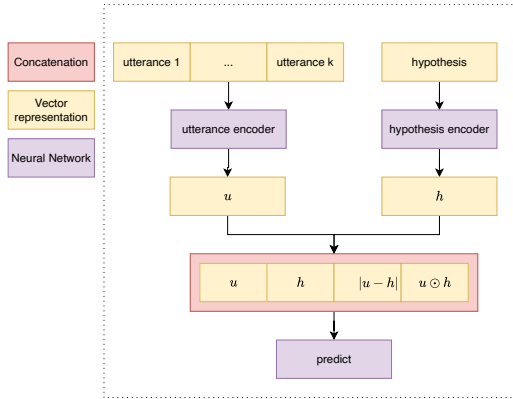 Concatenation
Vector
representation
Neural Network
utterance 1 ... utterance k
hypothesis
utterance encoder
hypothesis encoder
u
h
u h |u − h| u ⊙ h
predict